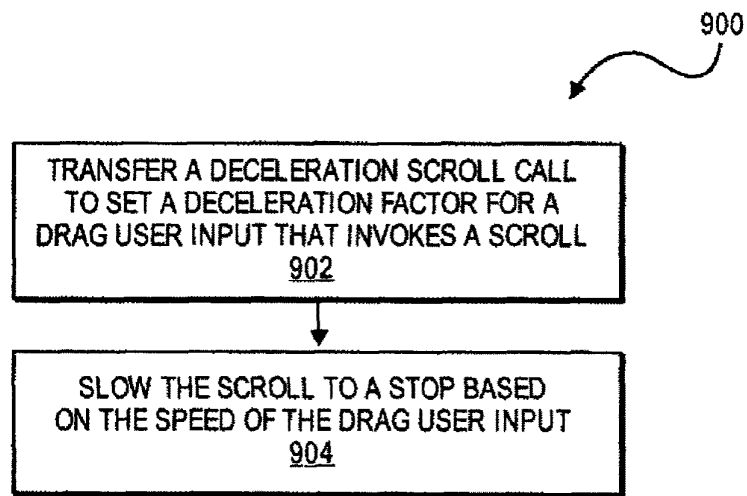 900
TRANSFER A DECELERATION SCROLL CALL
TO SET A DECELERATION FACTOR FOR A
DRAG USER INPUT THAT INVOKES A SCROLL
902
SLOW THE SCROLL TO A STOP BASED
ON THE SPEED OF THE DRAG USER INPUT
904